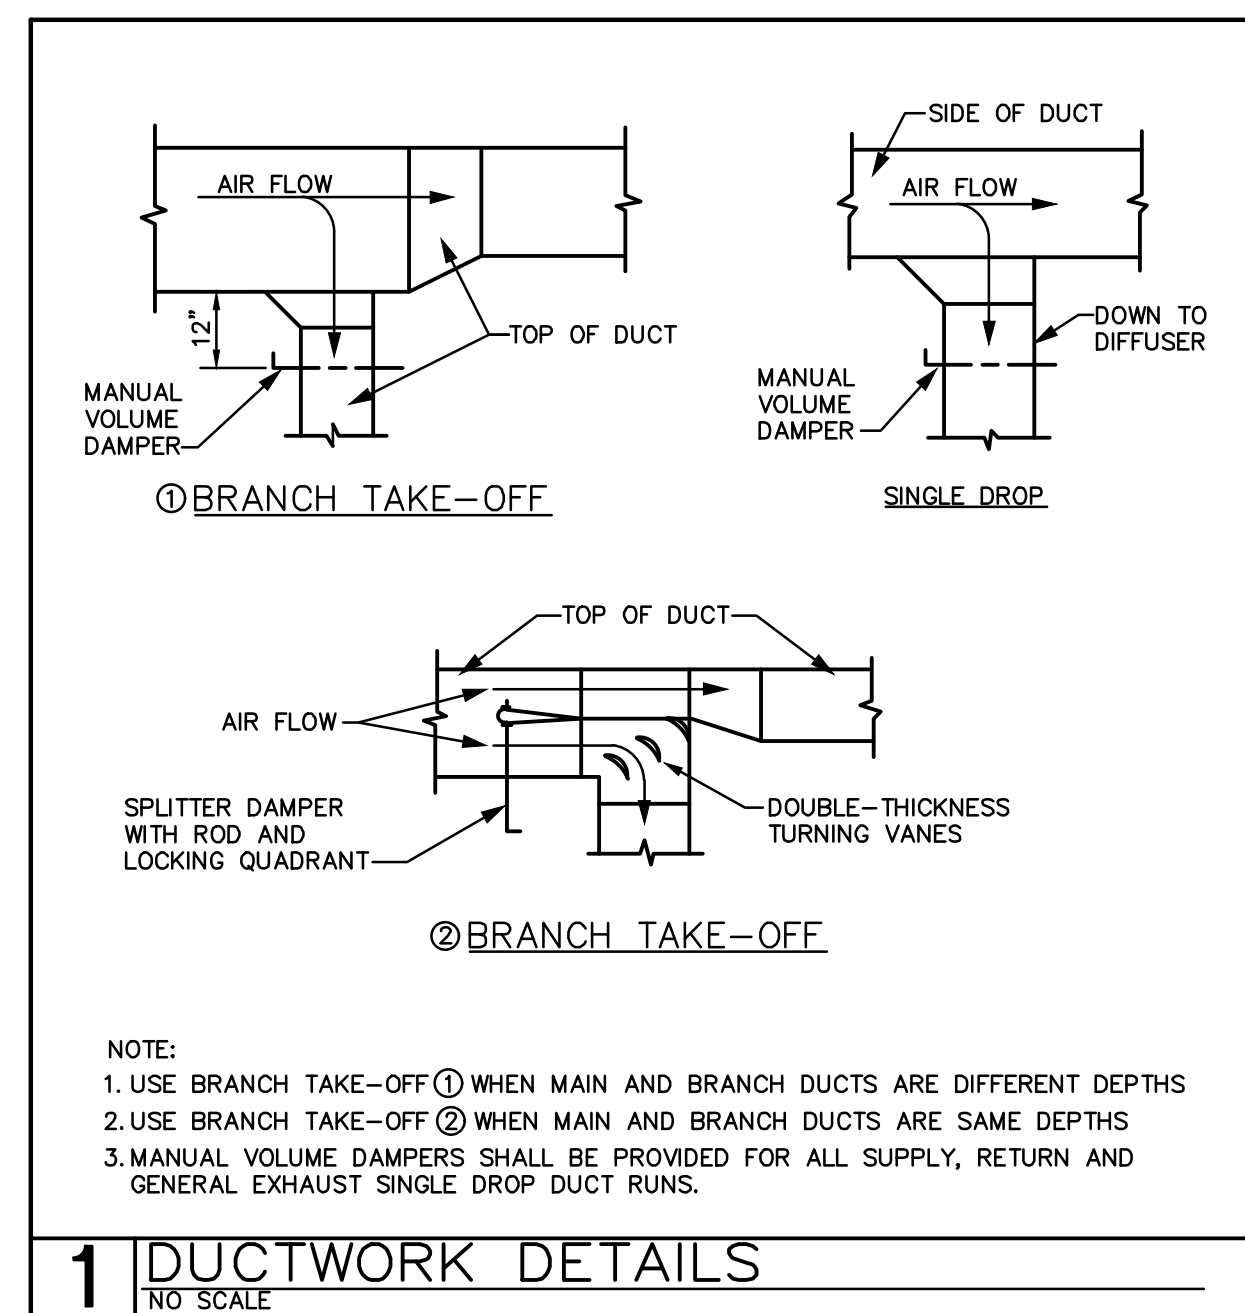 SIDE OF DUCT
AIR FLOW
12"
TOP OF DUCT
MANUAL
VOLUME
DAMPER
① BRANCH TAKE-OFF
AIR FLOW
DOWN TO
DIFFUSER
MANUAL
VOLUME
DAMPER
SINGLE DROP
TOP OF DUCT
AIR FLOW
SPLITTER DAMPER
WITH ROD AND
LOCKING QUADRANT
DOUBLE-THICKNESS
TURNING VANES
② BRANCH TAKE-OFF
NOTE:
1. USE BRANCH TAKE-OFF ① WHEN MAIN AND BRANCH DUCTS ARE DIFFERENT DEPTHS
2. USE BRANCH TAKE-OFF ② WHEN MAIN AND BRANCH DUCTS ARE SAME DEPTHS
3. MANUAL VOLUME DAMPERS SHALL BE PROVIDED FOR ALL SUPPLY, RETURN AND
GENERAL EXHAUST SINGLE DROP DUCT RUNS.
1 DUCTWORK DETAILS
NO SCALE